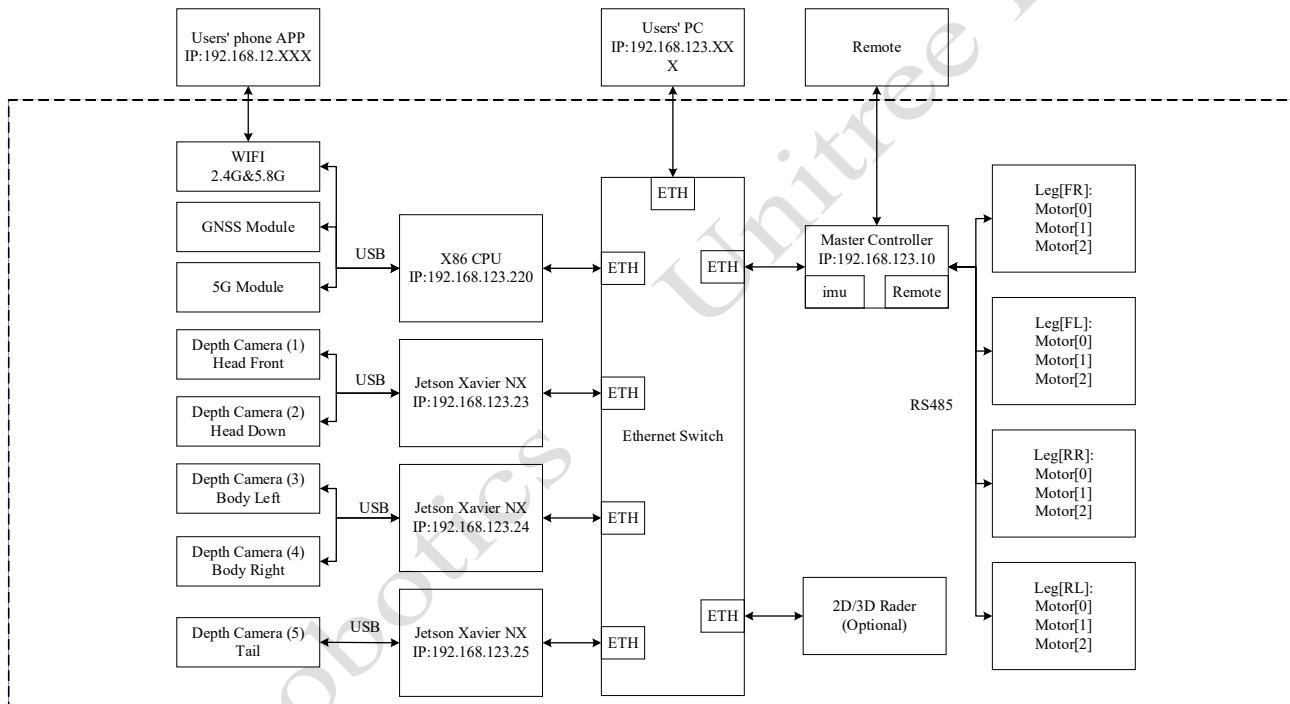 Users' phone APP
IP:192.168.12.XXX
Users' PC
IP:192.168.123.XX
X
Remote
WIFI
2.4G&5.8G
GNSS Module
5G Module
USB
X86 CPU
IP:192.168.123.220
Depth Camera (1)
Head Front
Depth Camera (2)
Head Down
USB
Jetson Xavier NX
IP:192.168.123.23
Depth Camera (3)
Body Left
Depth Camera (4)
Body Right
USB
Jetson Xavier NX
IP:192.168.123.24
Depth Camera (5)
Tail
USB
Jetson Xavier NX
IP:192.168.123.25
ETH
ETH
ETH
ETH
ETH
ETH
ETH
Ethernet Switch
Master Controller
IP:192.168.123.10
imu
Remote
2D/3D Rader
(Optional)
RS485
Leg[FR]:
Motor[0]
Motor[1]
Motor[2]
Leg[FL]:
Motor[0]
Motor[1]
Motor[2]
Leg[RR]:
Motor[0]
Motor[1]
Motor[2]
Leg[RL]:
Motor[0]
Motor[1]
Motor[2]
Unitree
obotics